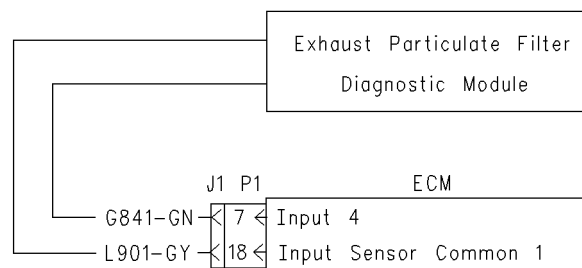 Exhaust Particulate Filter
Diagnostic Module
J1 P1 ECM
G841-GN 7 Input 4
L901-GY 18 Input Sensor Common 1